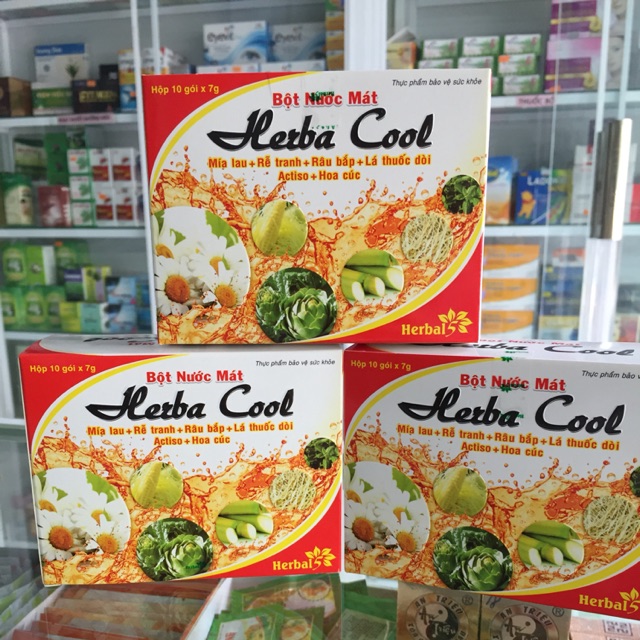 eyevit
Hộp 10 gói x 7g
Thực phẩm bảo vệ sức khỏe
Bột Nước Mát
Herba Cool
Mía lau + Rễ tranh + Râu bắp + Lá thuốc dòi
Actiso + Hoa cúc
Herbal
Hộp 10 gói x 7g
Thực phẩm bảo vệ sức khỏe
Bột Nước Mát
Herba Cool
Mía lau + Rễ tranh + Râu bắp + Lá thuốc dòi
Actiso + Hoa cúc
Herbal
Hộp 10 gói x 7g
Thực phẩm bảo vệ sức khỏe
Bột Nước Mát
Herba Cool
Mía lau + Rễ tranh + Râu bắp + Lá thuốc dòi
Actiso + Hoa cúc
Herbal